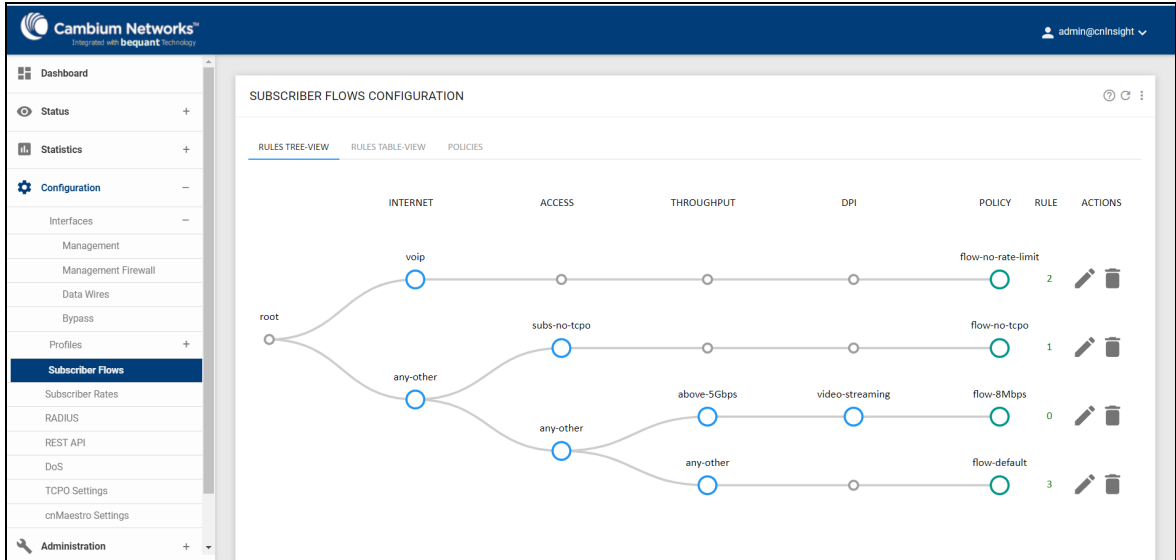 Cambium Networks™
Integrated with bequant Technology
admin@cnInsight
Dashboard
Status +
Statistics +
Configuration −
Interfaces −
Management
Management Firewall
Data Wires
Bypass
Profiles +
Subscriber Flows
Subscriber Rates
RADIUS
REST API
DoS
TCPO Settings
cnMaestro Settings
Administration +
SUBSCRIBER FLOWS CONFIGURATION
RULES TREE-VIEW RULES TABLE-VIEW POLICIES
INTERNET ACCESS THROUGHPUT DPI POLICY RULE ACTIONS
voip flow-no-rate-limit
2
root
subs-no-tcpo flow-no-tcpo
1
any-other
above-5Gbps video-streaming flow-8Mbps
0
any-other
any-other flow-default
3